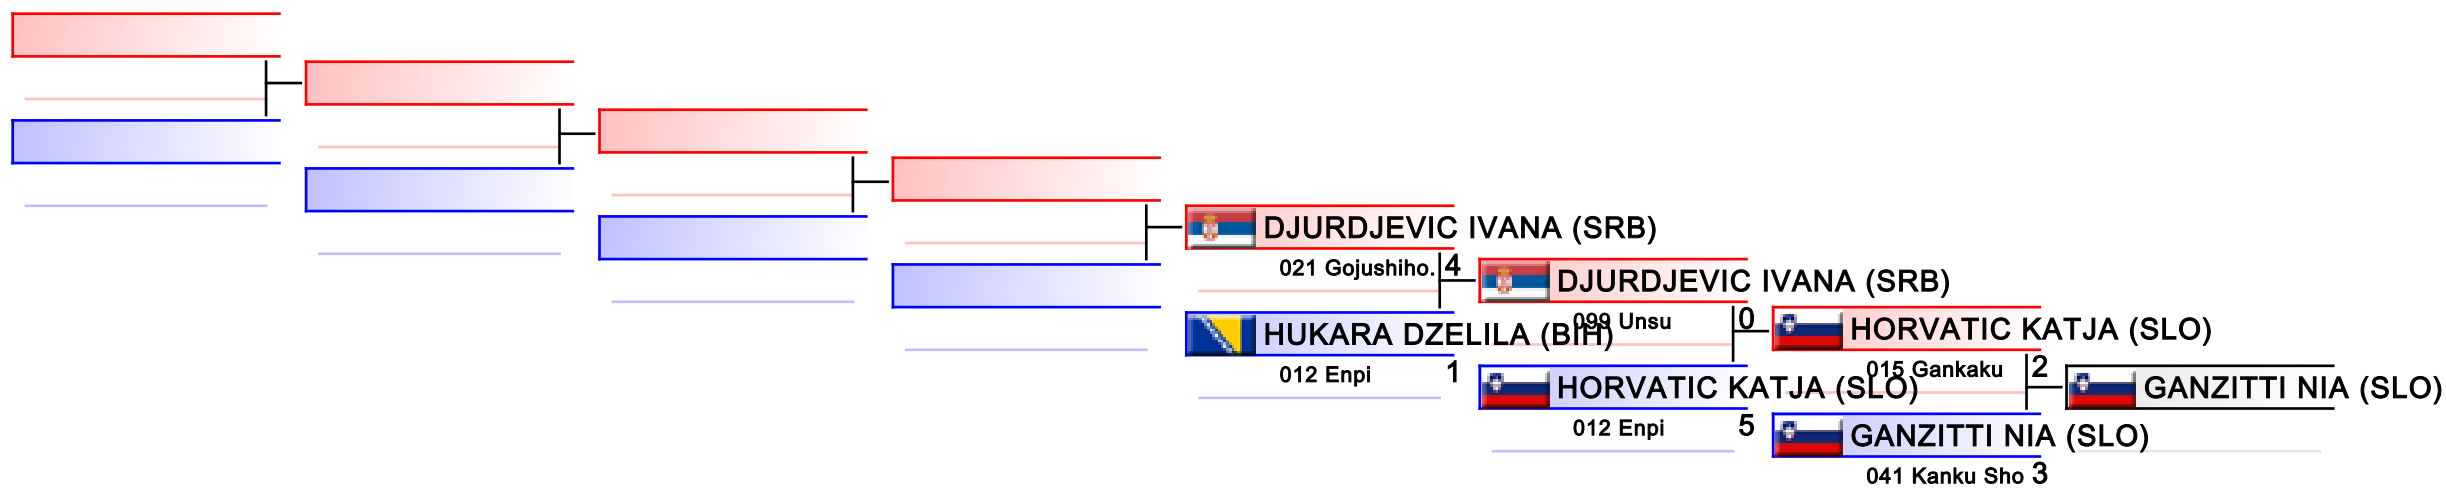 DJURDJEVIC IVANA (SRB)
021 Gojushiho. 4
HUKARA DZELILA (BIH)
012 Enpi 1
DJURDJEVIC IVANA (SRB)
099 Unsu 0
HORVATIC KATJA (SLO)
012 Enpi 5
HORVATIC KATJA (SLO)
015 Gankaku 2
GANZITTI NIA (SLO)
041 Kanku Sho 3
GANZITTI NIA (SLO)